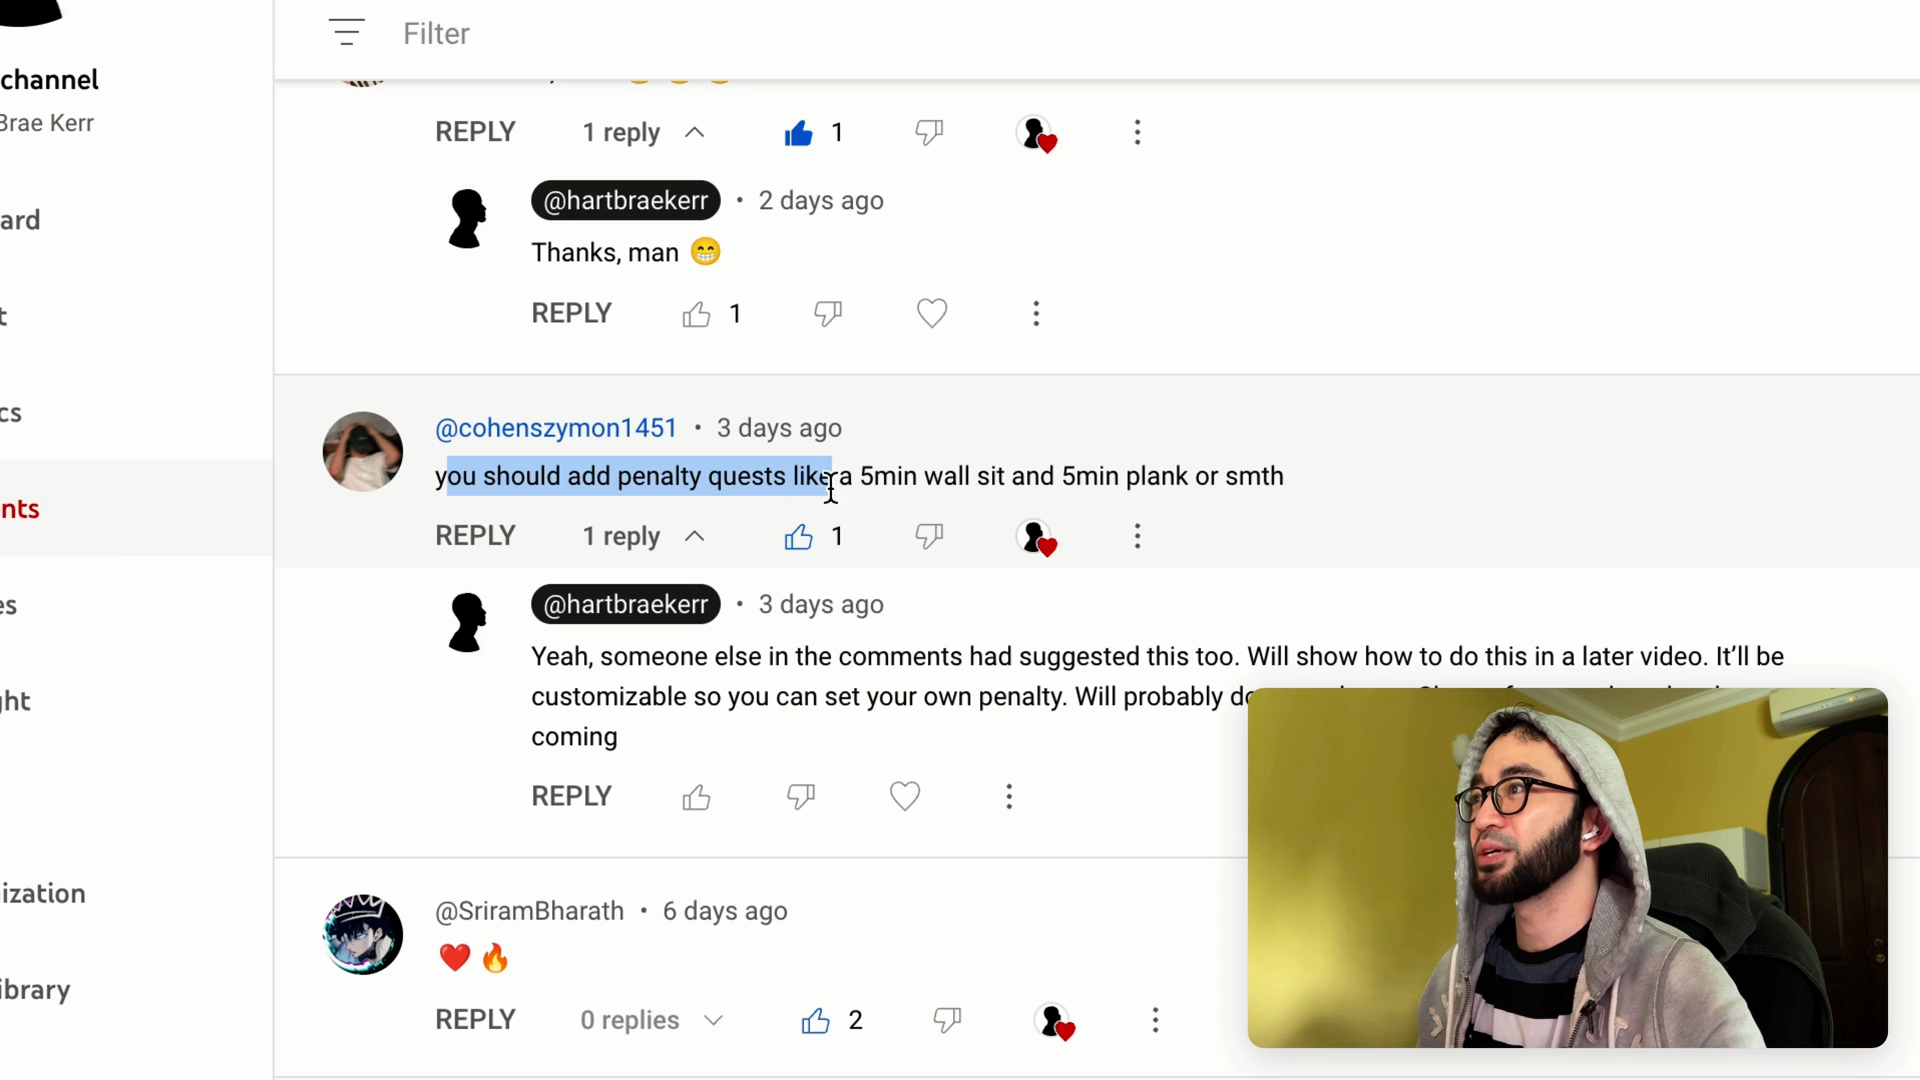 Filter
channel
Brae Kerr
REPLY 1 reply 1
@hartbraekerr • 2 days ago
ard
Thanks, man 😁
REPLY 1
t
cs
@cohenszymon1451 • 3 days ago
you should add penalty quests like a 5min wall sit and 5min plank or smth
nts
REPLY 1 reply 1
es
@hartbraekerr • 3 days ago
Yeah, someone else in the comments had suggested this too. Will show how to do this in a later video. It’ll be
ght
customizable so you can set your own penalty. Will probably do
coming
REPLY
ization
@SriramBharath • 6 days ago
❤️ 🔥
ibrary
REPLY 0 replies 2